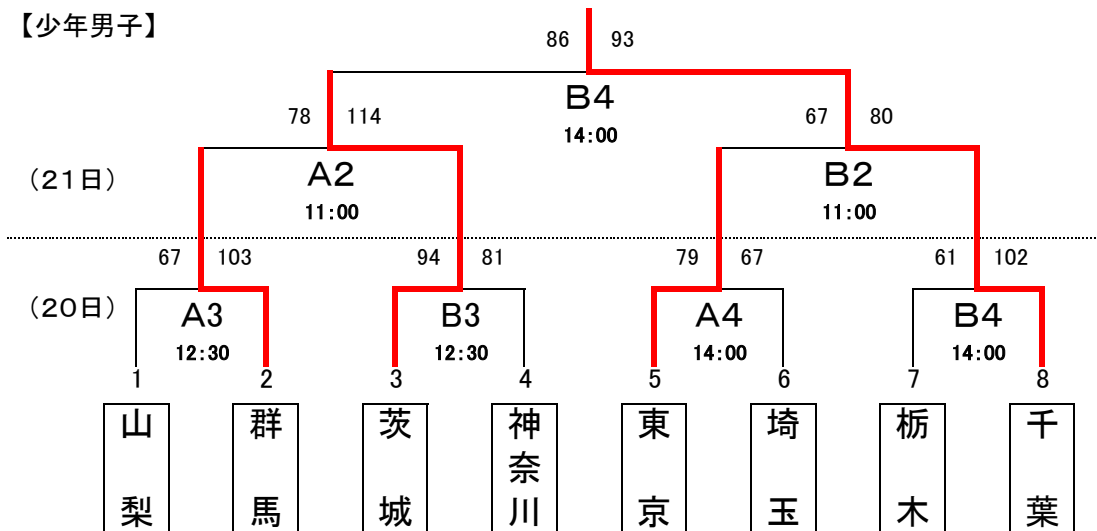 【少年男子】
86 93
B4
14:00
78 114
67 80
(21日)
A2
11:00
B2
11:00
67 103
94 81
79 67
61 102
(20日)
A3
12:30
B3
12:30
A4
14:00
B4
14:00
1 2 3 4 5 6 7 8
山梨
群馬
茨城
神奈川
東京
埼玉
栃木
千葉